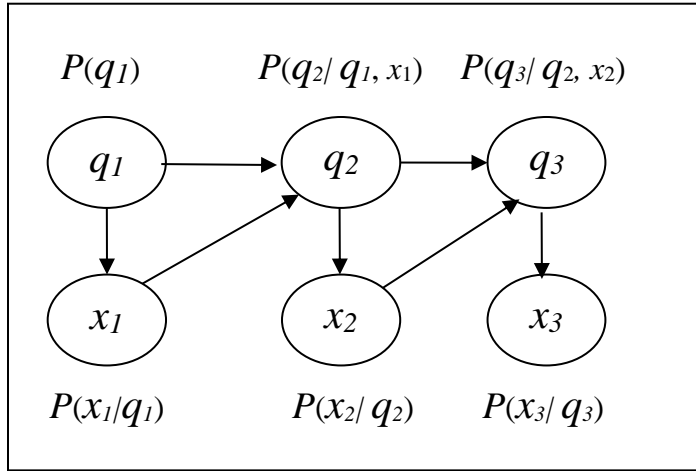 P(q1) P(q2/ q1, x1) P(q3/ q2, x2)
q1 q2 q3
x1 x2 x3
P(x1/q1) P(x2/ q2) P(x3/ q3)